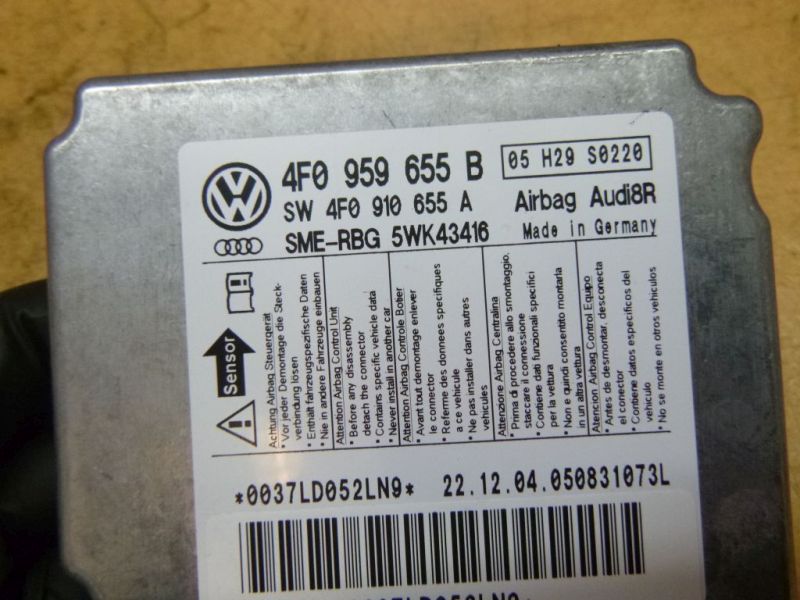 4F0 959 655 B
05 H29 S0220
SW 4F0 910 655 A
Airbag Audi8R
SME-RBG 5WK43416
Made in Germany
Sensor
Achtung Airbag Steuergerät
• Vor jeder Demontage die Steck-
verbindung lösen
• Enthält fahrzeugspezifische Daten
• Nie in andere Fahrzeuge einbauen
Attention Airbag Control Unit
• Before any disassembly
detach the connector
• Contains specific vehicle data
• Never install in another car
Attention Airbag Controle Boitier
• Avant tout demontage enlever
le connector
• Referme des donnees specifiques
a ce vehicule
• Ne pas installer dans autres
vehicules
Attenzione Airbag Centralina
• Prima di procedere allo smontaggio,
staccare il connessione
• Contiene dati funzionali specifici
per la vettura
• Non e quindi consentito montarla
in un altra vettura
Atencion Airbag Control Equipo
• Antes de desmontar, desconecta
el conector
• Contiene datos especificos del
vehiculo
• No se monte en otros vehiculos
*0037LD052LN9*
22.12.04.050831073L